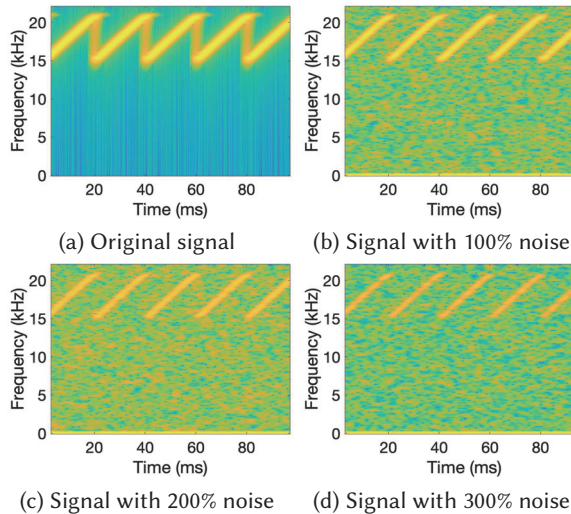 Frequency (kHz)
20
15
10
5
0
20 40 60 80
Time (ms)
(a) Original signal
Frequency (kHz)
20
15
10
5
0
20 40 60 80
Time (ms)
(b) Signal with 100% noise
Frequency (kHz)
20
15
10
5
0
20 40 60 80
Time (ms)
(c) Signal with 200% noise
Frequency (kHz)
20
15
10
5
0
20 40 60 80
Time (ms)
(d) Signal with 300% noise